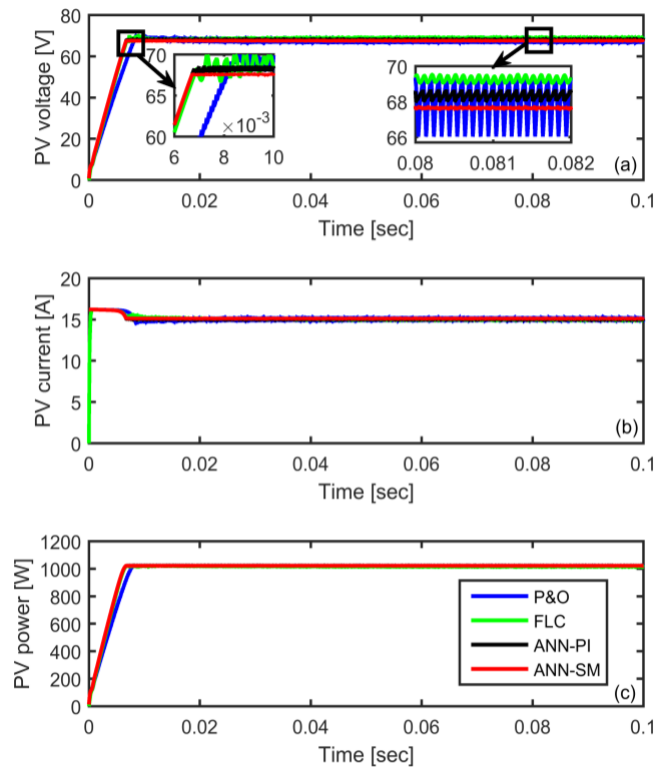 80
60
40
20
0
PV voltage [V]
70
65
60
6 8 10
×10⁻³
70
68
66
0.08 0.081 0.082
(a)
0 0.02 0.04 0.06 0.08 0.1
Time [sec]
20
15
10
5
0
PV current [A]
(b)
0 0.02 0.04 0.06 0.08 0.1
Time [sec]
1200
1000
800
600
400
200
0
PV power [W]
P&O
FLC
ANN-PI
ANN-SM
(c)
0 0.02 0.04 0.06 0.08 0.1
Time [sec]